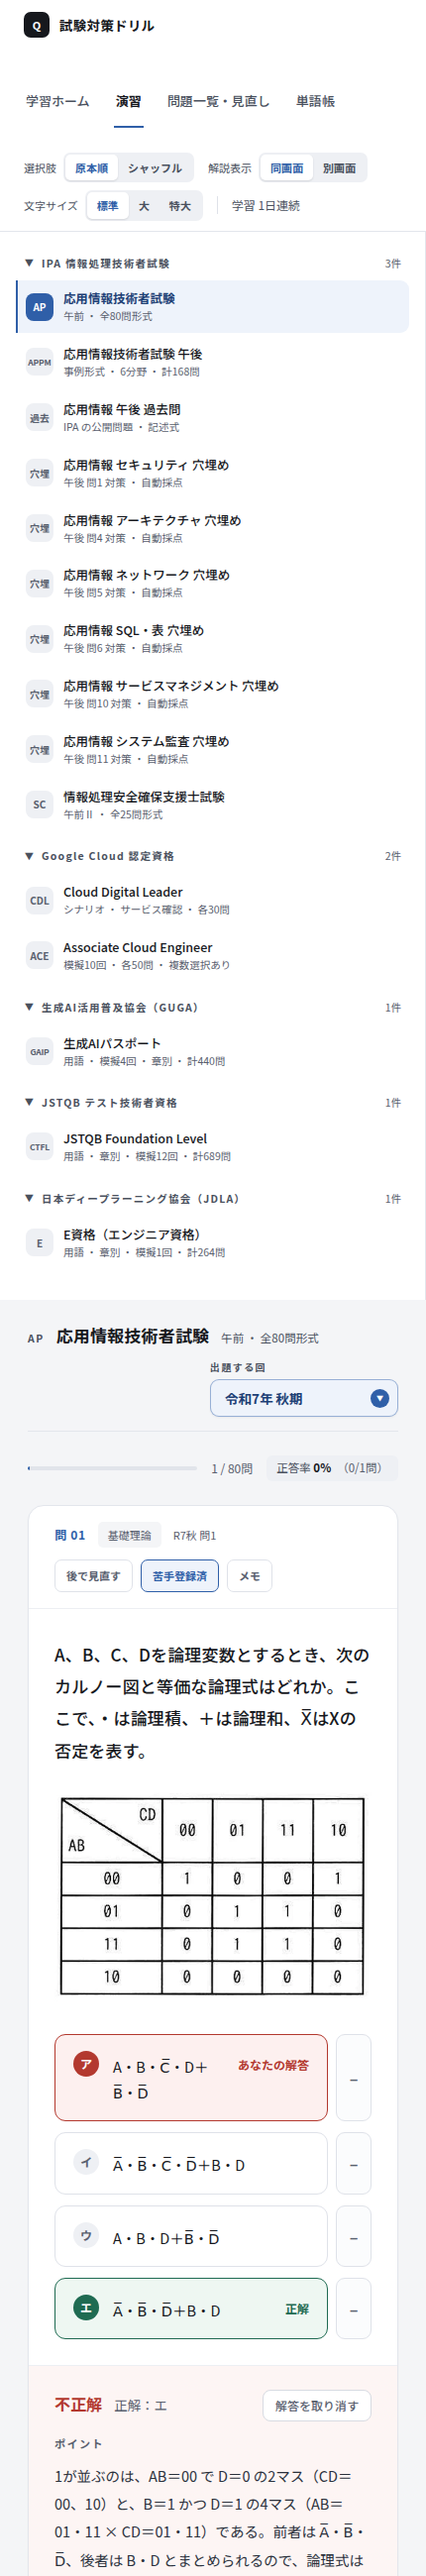 Q 試験対策ドリル
学習ホーム 演習 問題一覧・見直し 単語帳
選択肢 原本順 シャッフル 解説表示 同画面 別画面
文字サイズ 標準 大 特大 学習 1日連続
▼ IPA 情報処理技術者試験 3件
AP 応用情報技術者試験
午前 ・ 全80問形式
APPM 応用情報技術者試験 午後
事例形式 ・ 6分野 ・ 計168問
過去 応用情報 午後 過去問
IPA の公開問題 ・ 記述式
穴埋 応用情報 セキュリティ 穴埋め
午後 問1 対策 ・ 自動採点
穴埋 応用情報 アーキテクチャ 穴埋め
午後 問4 対策 ・ 自動採点
穴埋 応用情報 ネットワーク 穴埋め
午後 問5 対策 ・ 自動採点
穴埋 応用情報 SQL・表 穴埋め
午後 問6 対策 ・ 自動採点
穴埋 応用情報 サービスマネジメント 穴埋め
午後 問10 対策 ・ 自動採点
穴埋 応用情報 システム監査 穴埋め
午後 問11 対策 ・ 自動採点
SC 情報処理安全確保支援士試験
午前Ⅱ ・ 全25問形式
▼ Google Cloud 認定資格 2件
CDL Cloud Digital Leader
シナリオ ・ サービス確認 ・ 各30問
ACE Associate Cloud Engineer
模擬10回 ・ 各50問 ・ 複数選択あり
▼ 生成AI活用普及協会（GUGA） 1件
GAIP 生成AIパスポート
用語 ・ 模擬4回 ・ 章別 ・ 計440問
▼ JSTQB テスト技術者資格 1件
CTFL JSTQB Foundation Level
用語 ・ 章別 ・ 模擬12回 ・ 計689問
▼ 日本ディープラーニング協会（JDLA） 1件
E E資格（エンジニア資格）
用語 ・ 章別 ・ 模擬1回 ・ 計264問
AP 応用情報技術者試験 午前 ・ 全80問形式
出題する回
令和7年 秋期 ▼
1 / 80問 正答率 0% （0/1問）
問 01 基礎理論 R7秋 問1
後で見直す 苦手登録済 メモ
A、B、C、Dを論理変数とするとき、次の
カルノー図と等価な論理式はどれか。こ
こで、・は論理積、＋は論理和、X̅はXの
否定を表す。
CD
AB 00 01 11 10
00 1 0 0 1
01 0 1 1 0
11 0 1 1 0
10 0 0 0 0
ア A・B・C̅・D＋ あなたの解答 –
B̅・D̅
イ A̅・B̅・C̅・D̅＋B・D –
ウ A・B・D＋B̅・D̅ –
エ A̅・B̅・D̅＋B・D 正解 –
不正解 正解：エ 解答を取り消す
ポイント
1が並ぶのは、AB＝00 で D＝0 の2マス（CD＝
00、10）と、B＝1 かつ D＝1 の4マス（AB＝
01・11 × CD＝01・11）である。前者は A̅・B̅・
D̅、後者は B・D とまとめられるので、論理式は